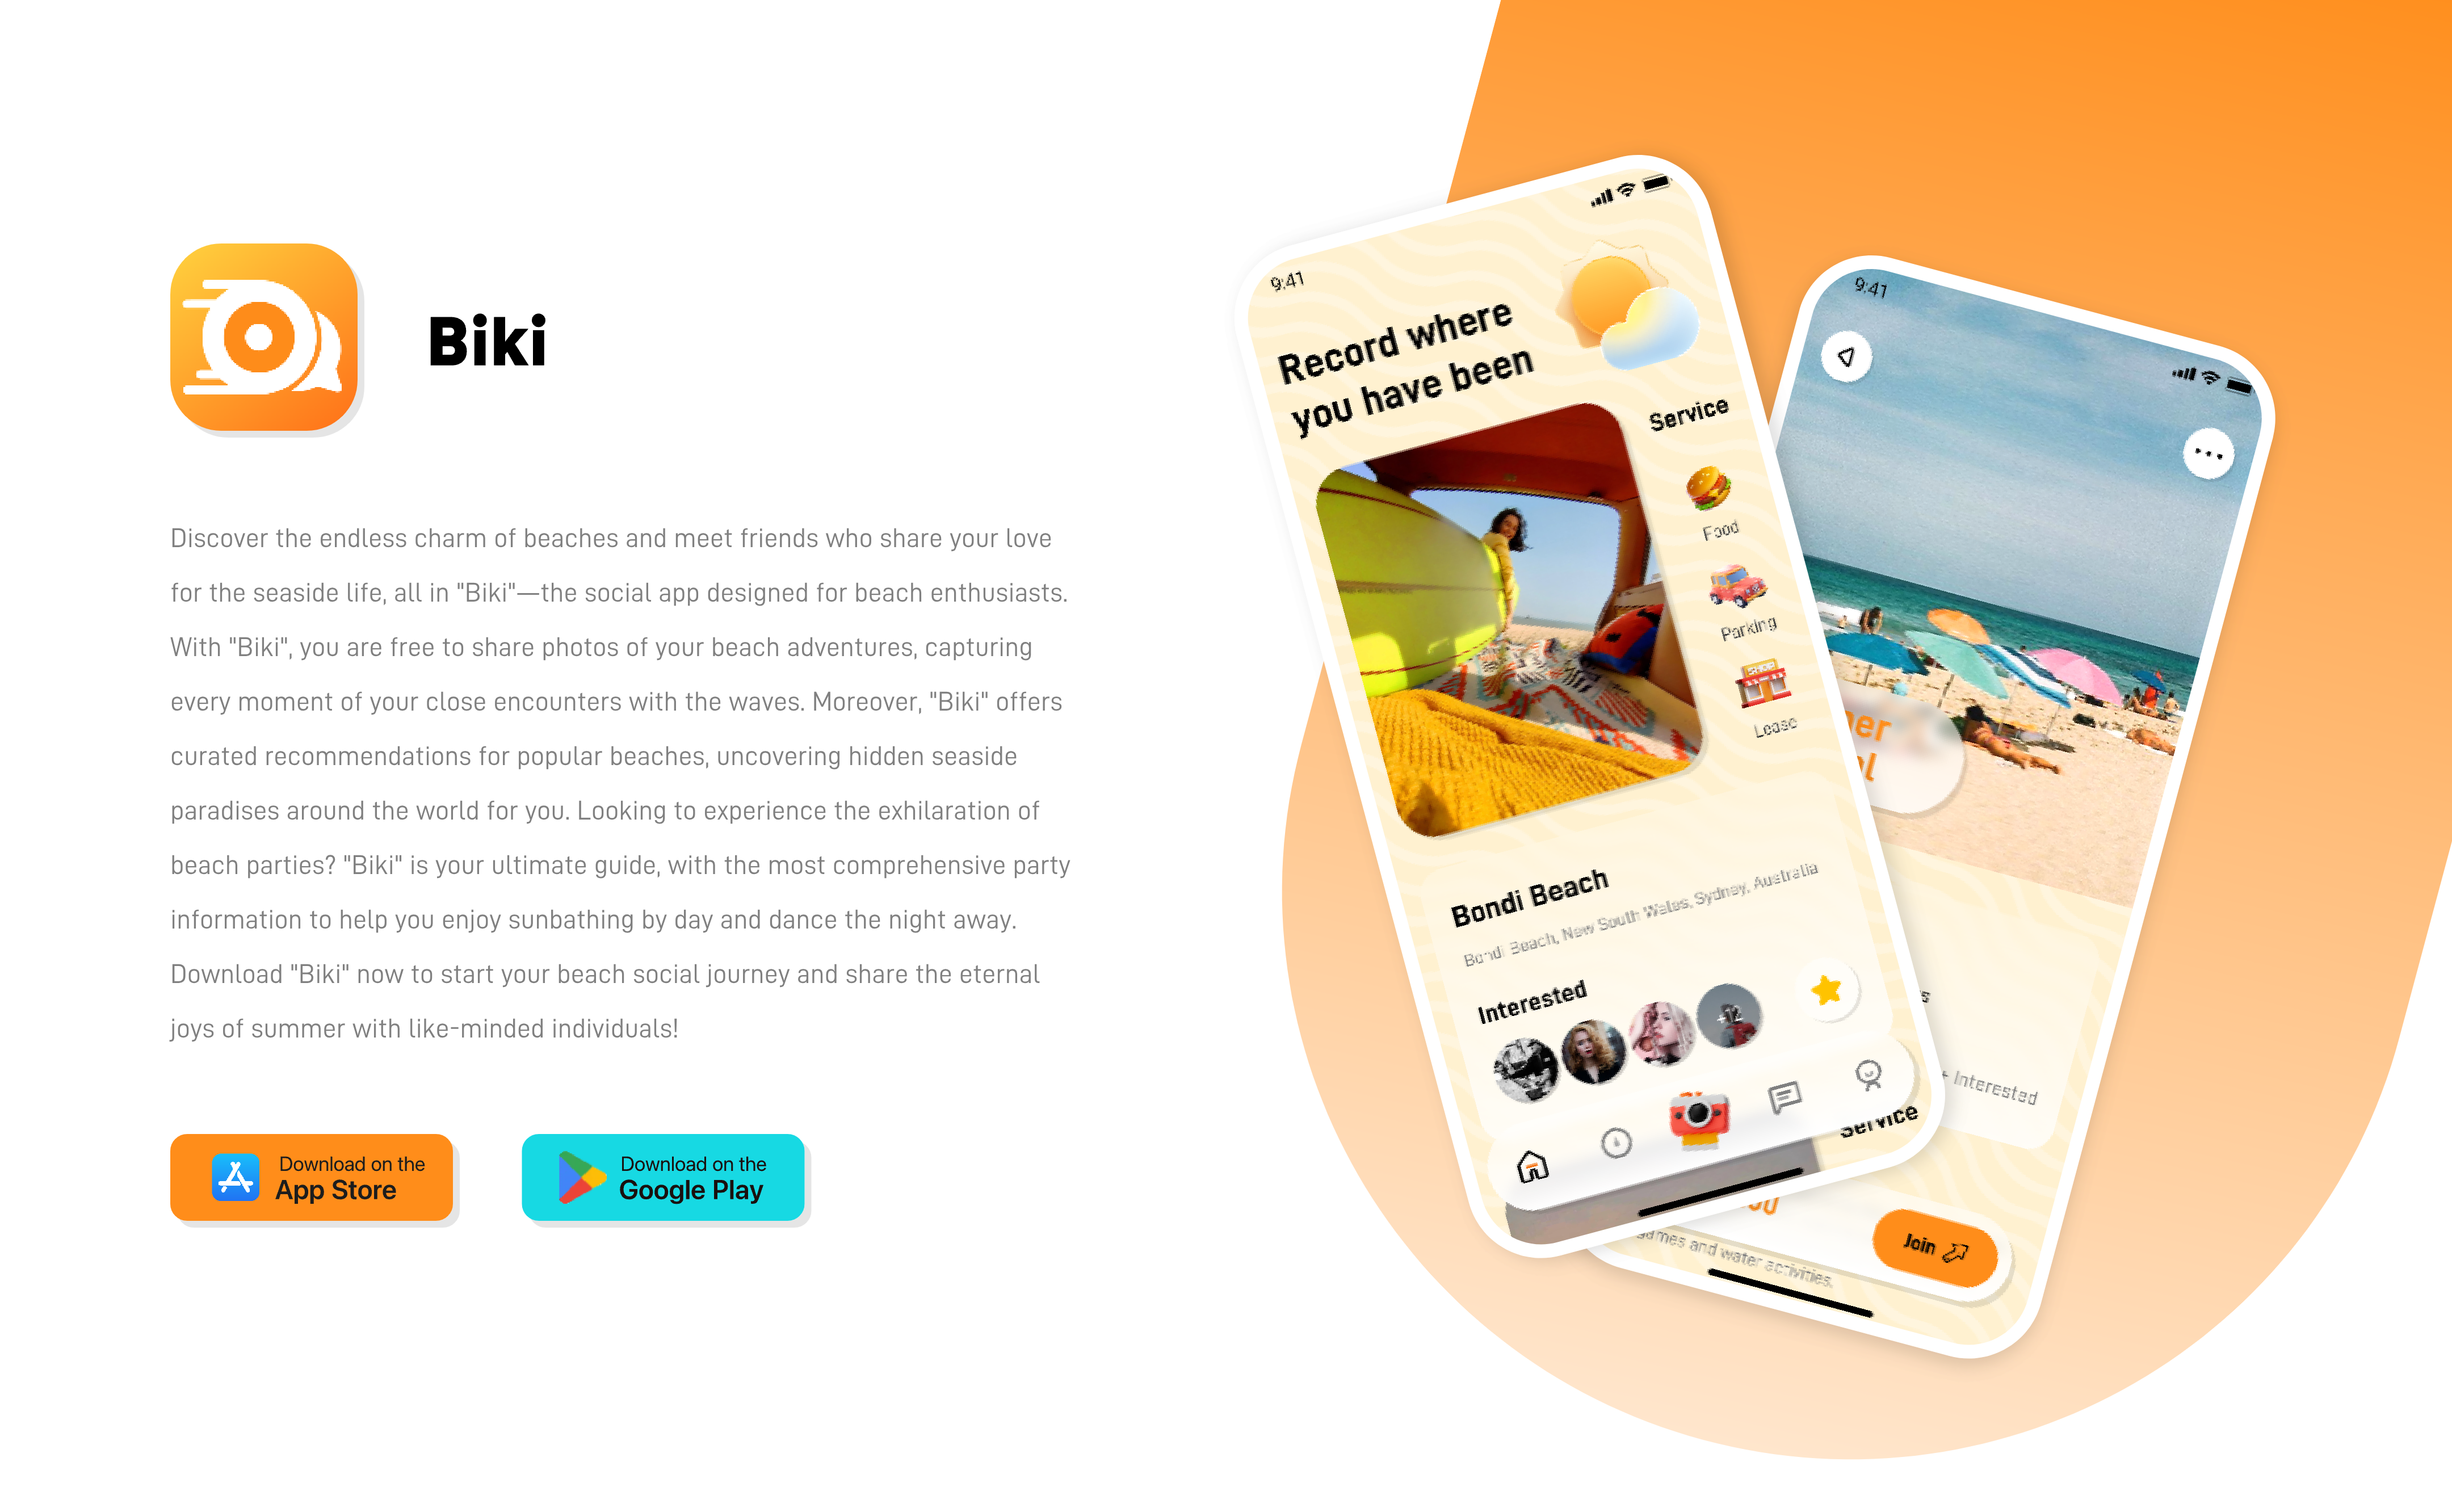 Biki
Discover the endless charm of beaches and meet friends who share your love
for the seaside life, all in "Biki"—the social app designed for beach enthusiasts.
With "Biki", you are free to share photos of your beach adventures, capturing
every moment of your close encounters with the waves. Moreover, "Biki" offers
curated recommendations for popular beaches, uncovering hidden seaside
paradises around the world for you. Looking to experience the exhilaration of
beach parties? "Biki" is your ultimate guide, with the most comprehensive party
information to help you enjoy sunbathing by day and dance the night away.
Download "Biki" now to start your beach social journey and share the eternal
joys of summer with like-minded individuals!
Download on the
App Store
Download on the
Google Play
9:41
Record where
you have been
Service
Food
Parking
SHOP
Lease
Bondi Beach
Bondi Beach, New South Wales, Sydney, Australia
Interested
+12
Service
9:41
Interested
games and water activities.
Join